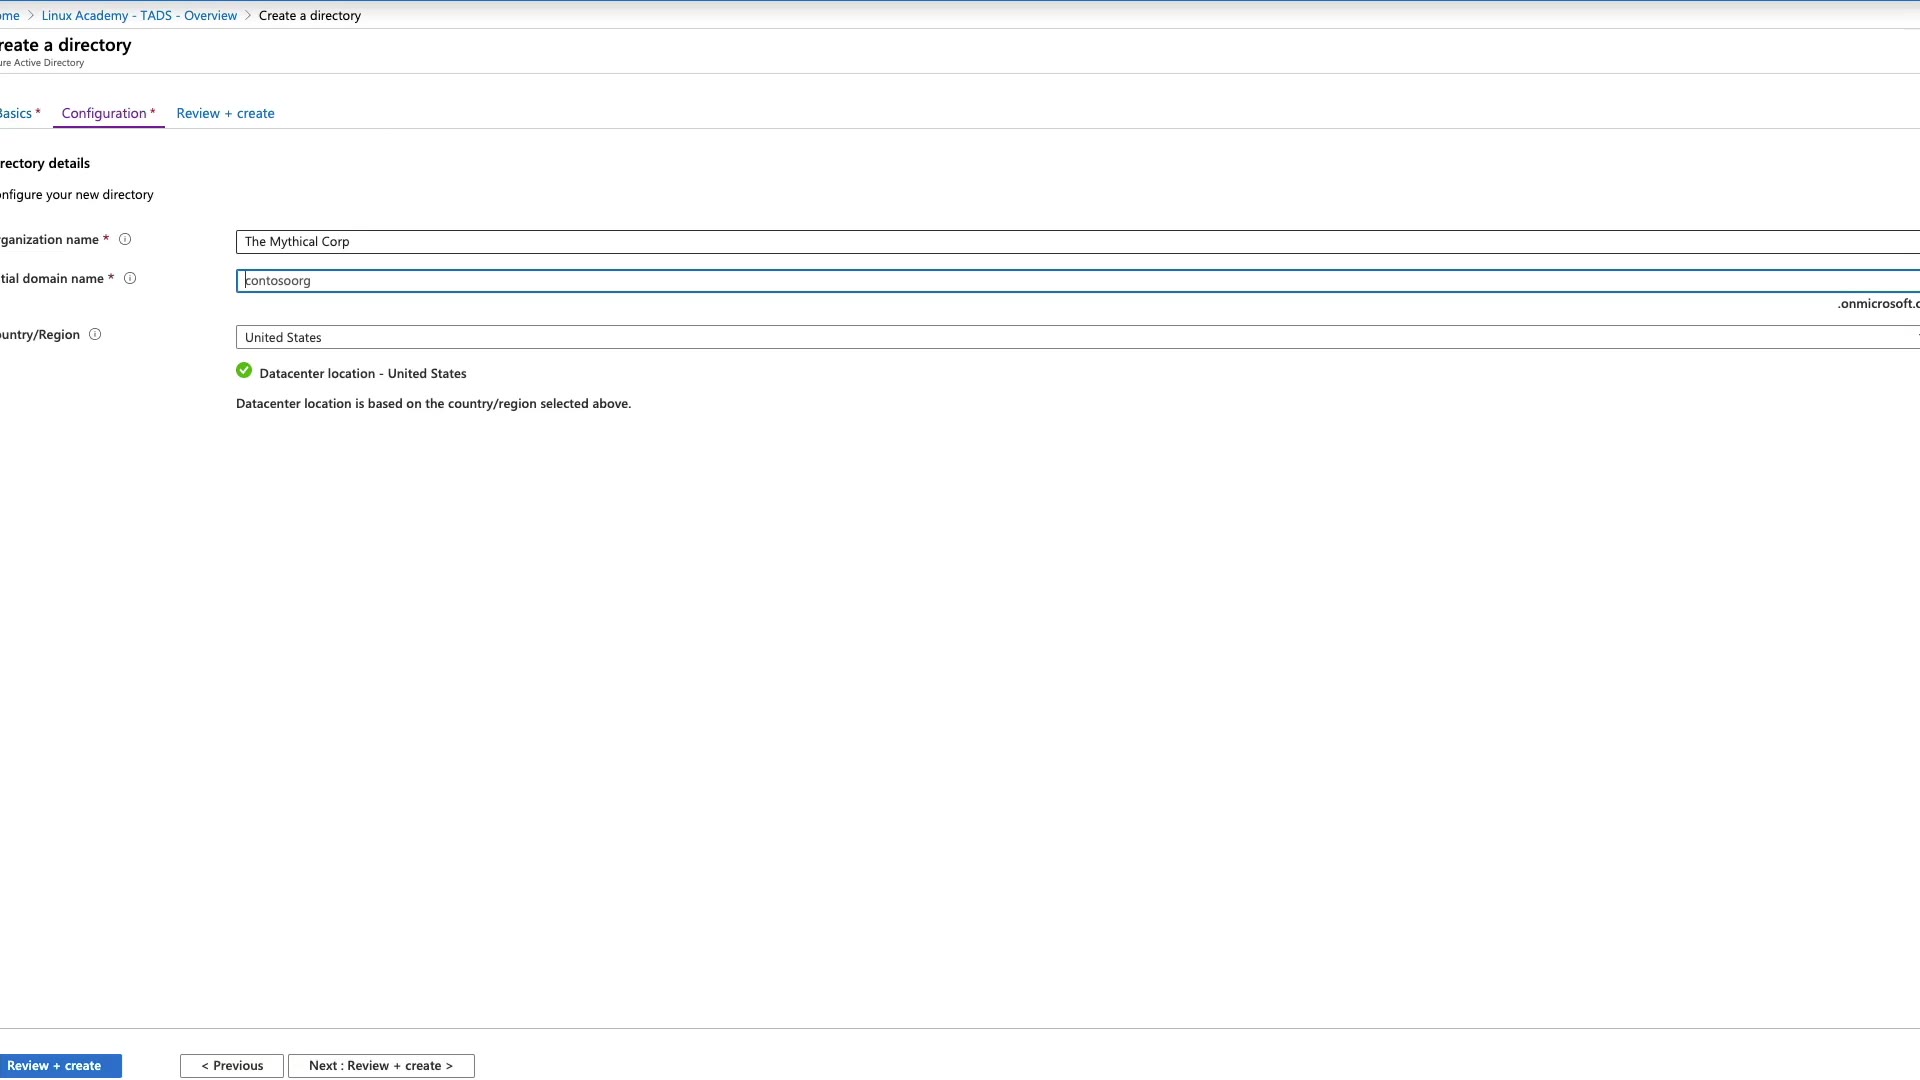 ome > Linux Academy - TADS - Overview > Create a directory
reate a directory
ure Active Directory
Basics * Configuration * Review + create
rectory details
onfigure your new directory
ganization name * The Mythical Corp
tial domain name * contosoorg
.onmicrosoft.c
ountry/Region United States
Datacenter location - United States
Datacenter location is based on the country/region selected above.
Review + create < Previous Next : Review + create >